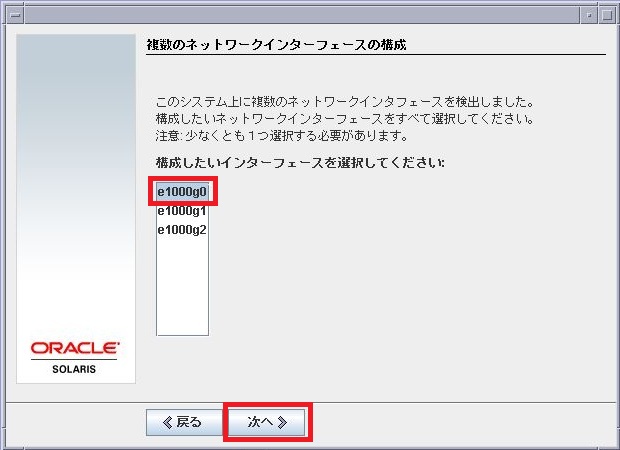 複数のネットワークインターフェースの構成
このシステム上に複数のネットワークインタフェースを検出しました。
構成したいネットワークインターフェースをすべて選択してください。
注意: 少なくとも１つ選択する必要があります。
構成したいインターフェースを選択してください:
e1000g0
e1000g1
e1000g2
ORACLE
SOLARIS
戻る
次へ